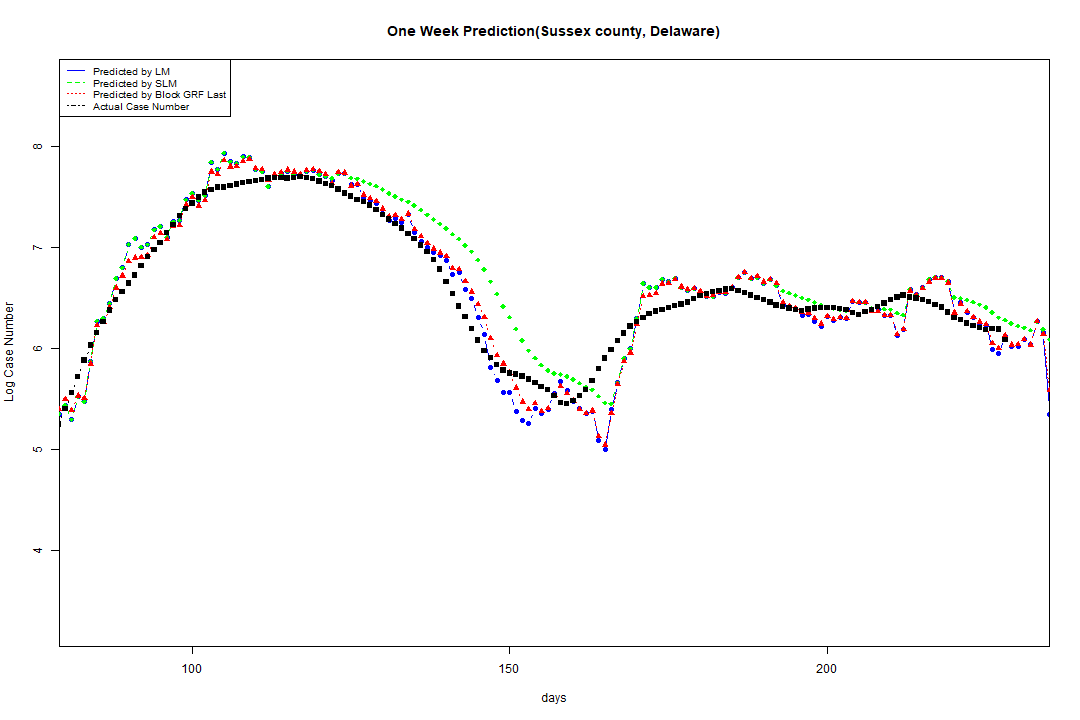 One Week Prediction(Sussex county, Delaware)
Predicted by LM
Predicted by SLM
Predicted by Block GRF Last
Actual Case Number
8
7
6
5
4
Log Case Number
100
150
200
days